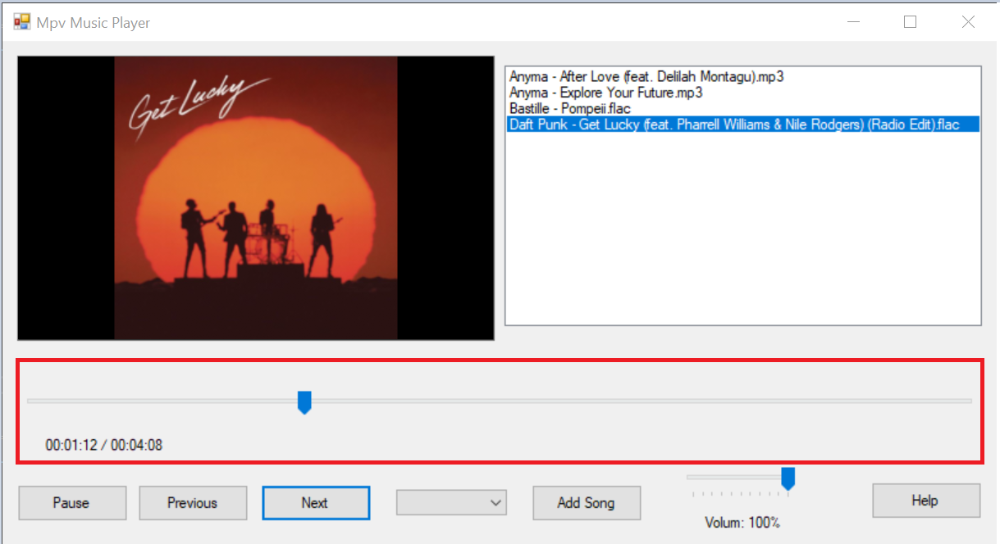 Mpv Music Player
Get Lucky
Anyma - After Love (feat. Delilah Montagu).mp3
Anyma - Explore Your Future.mp3
Bastille - Pompeii.flac
Daft Punk - Get Lucky (feat. Pharrell Williams & Nile Rodgers) (Radio Edit).flac
00:01:12 / 00:04:08
Pause
Previous
Next
Add Song
Volum: 100%
Help